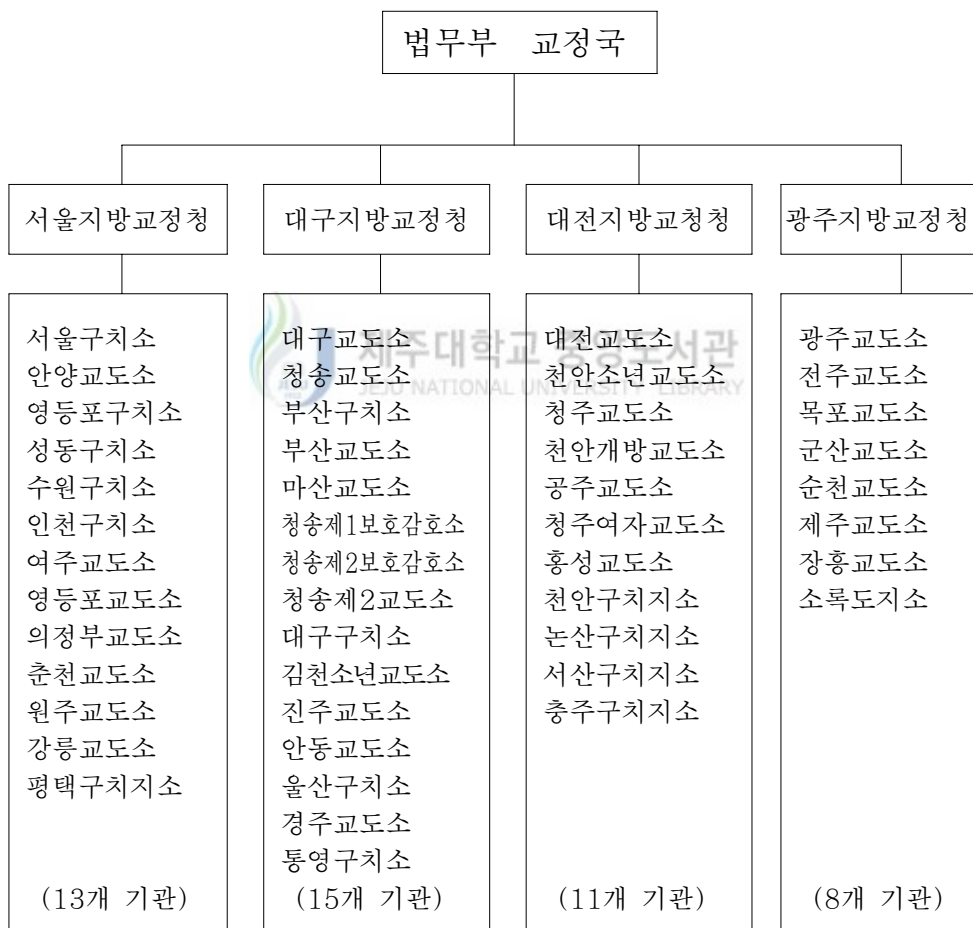 법무부 교정국
서울지방교정청
대구지방교정청
대전지방교청청
광주지방교정청
서울구치소
안양교도소
영등포구치소
성동구치소
수원구치소
인천구치소
여주교도소
영등포교도소
의정부교도소
춘천교도소
원주교도소
강릉교도소
평택구치지소
(13개 기관)
대구교도소
청송교도소
부산구치소
부산교도소
마산교도소
청송제1보호감호소
청송제2보호감호소
청송제2교도소
대구구치소
김천소년교도소
진주교도소
안동교도소
울산구치소
경주교도소
통영구치소
(15개 기관)
대전교도소
천안소년교도소
청주교도소
천안개방교도소
공주교도소
청주여자교도소
홍성교도소
천안구치지소
논산구치지소
서산구치지소
충주구치지소
(11개 기관)
광주교도소
전주교도소
목포교도소
군산교도소
순천교도소
제주교도소
장흥교도소
소록도지소
(8개 기관)
제주대학교 중앙도서관
JEJU NATIONAL UNIVERSITY LIBRARY